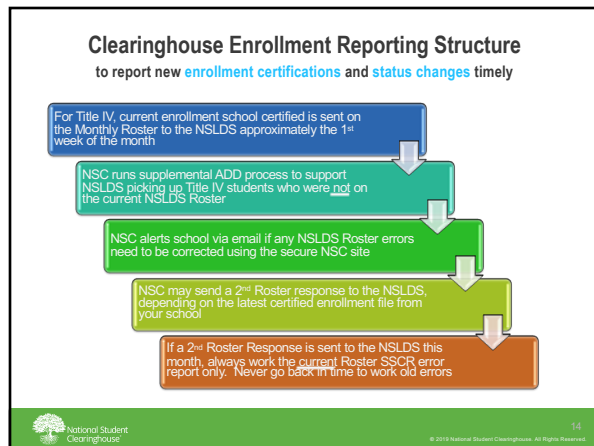 Clearinghouse Enrollment Reporting Structure
to report new enrollment certifications and status changes timely
For Title IV, current enrollment school certified is sent
on the Monthly Roster to the NSLDS approximately the 1st
week of the month
NSC runs supplemental ADD process to support
NSLDS picking up Title IV students who were not on
the current NSLDS Roster
NSC alerts school via email if any NSLDS Roster errors
need to be corrected using the secure NSC site
NSC may send a 2nd Roster response to the NSLDS,
depending on the latest certified enrollment file from
your school
If a 2nd Roster Response is sent to the NSLDS this
month, always work the current Roster SSCR error
report only. Never go back in time to work old errors
National Student
Clearinghouse®
14
© 2019 National Student Clearinghouse. All Rights Reserved.